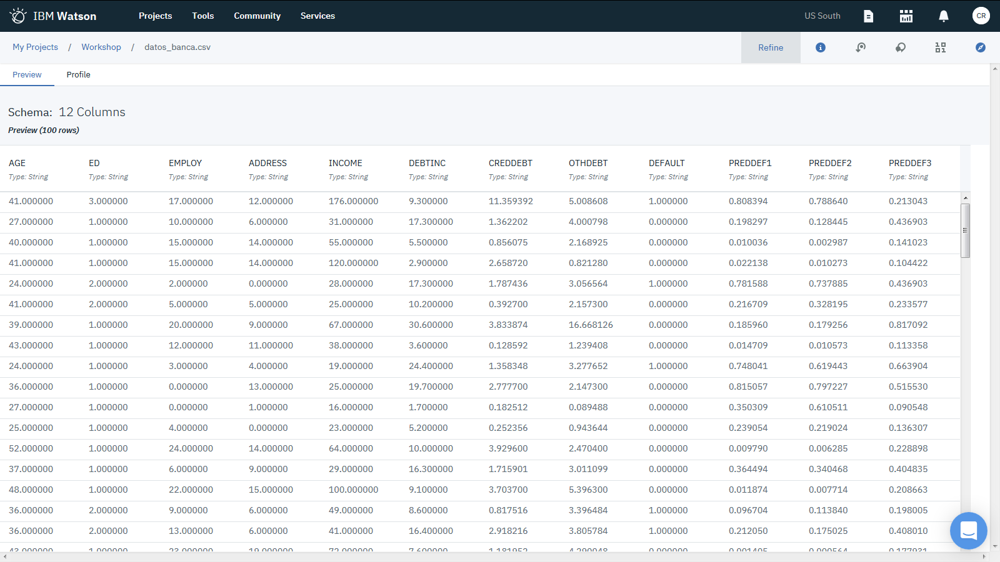 IBM Watson Projects Tools Community Services US South CR
My Projects / Workshop / datos_banca.csv Refine
Preview Profile
Schema: 12 Columns
Preview (100 rows)
AGE ED EMPLOY ADDRESS INCOME DEBTINC CREDDEBT OTHDEBT DEFAULT PREDDEF1 PREDDEF2 PREDDEF3
Type: String Type: String Type: String Type: String Type: String Type: String Type: String Type: String Type: String Type: String Type: String Type: String
41.000000 3.000000 17.000000 12.000000 176.000000 9.300000 11.359392 5.008608 1.000000 0.808394 0.788640 0.213043
27.000000 1.000000 10.000000 6.000000 31.000000 17.300000 1.362202 4.000798 0.000000 0.198297 0.128445 0.436903
40.000000 1.000000 15.000000 14.000000 55.000000 5.500000 0.856075 2.168925 0.000000 0.010036 0.002987 0.141023
41.000000 1.000000 15.000000 14.000000 120.000000 2.900000 2.658720 0.821280 0.000000 0.022138 0.010273 0.104422
24.000000 2.000000 2.000000 0.000000 28.000000 17.300000 1.787436 3.056564 1.000000 0.781588 0.737885 0.436903
41.000000 2.000000 5.000000 5.000000 25.000000 10.200000 0.392700 2.157300 0.000000 0.216709 0.328195 0.233577
39.000000 1.000000 20.000000 9.000000 67.000000 30.600000 3.833874 16.668126 0.000000 0.185960 0.179256 0.817092
43.000000 1.000000 12.000000 11.000000 38.000000 3.600000 0.128592 1.239408 0.000000 0.014709 0.010573 0.113358
24.000000 1.000000 3.000000 4.000000 19.000000 24.400000 1.358348 3.277652 1.000000 0.748041 0.619443 0.663904
36.000000 1.000000 0.000000 13.000000 25.000000 19.700000 2.777700 2.147300 0.000000 0.815057 0.797227 0.515530
27.000000 1.000000 0.000000 1.000000 16.000000 1.700000 0.182512 0.089488 0.000000 0.350309 0.610511 0.090548
25.000000 1.000000 4.000000 0.000000 23.000000 5.200000 0.252356 0.943644 0.000000 0.239054 0.219024 0.136307
52.000000 1.000000 24.000000 14.000000 64.000000 10.000000 3.929600 2.470400 0.000000 0.009790 0.006285 0.228898
37.000000 1.000000 6.000000 9.000000 29.000000 16.300000 1.715901 3.011099 0.000000 0.364494 0.340468 0.404835
48.000000 1.000000 22.000000 15.000000 100.000000 9.100000 3.703700 5.396300 0.000000 0.011874 0.007714 0.208663
36.000000 2.000000 9.000000 6.000000 49.000000 8.600000 0.817516 3.396484 1.000000 0.096704 0.113840 0.198005
36.000000 2.000000 13.000000 6.000000 41.000000 16.400000 2.918216 3.805784 1.000000 0.212050 0.175025 0.408010